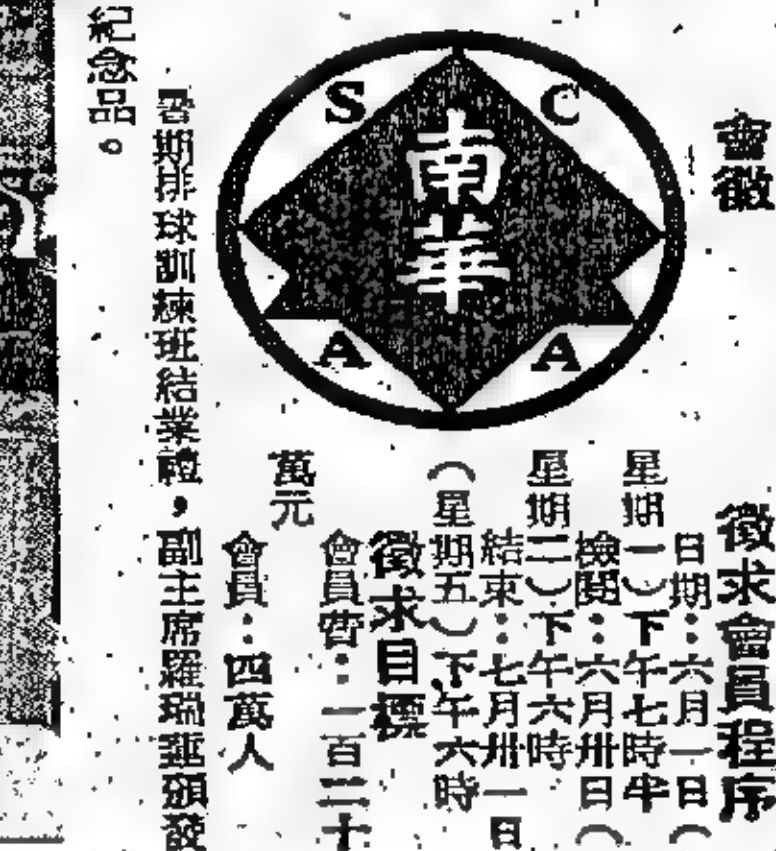 會徽
S C
南華
A A
徵求會員程序
日期：六月一日（
星期一）下午七時半
檢閱：六月卅日（
星期二）下午六時
結束：七月卅一日
（星期五）下午六時
徵求目標
會員費：一百二十
萬元
會員：四萬人
暑期排球訓練班結業禮，副主席羅瑞頒發
紀念品。